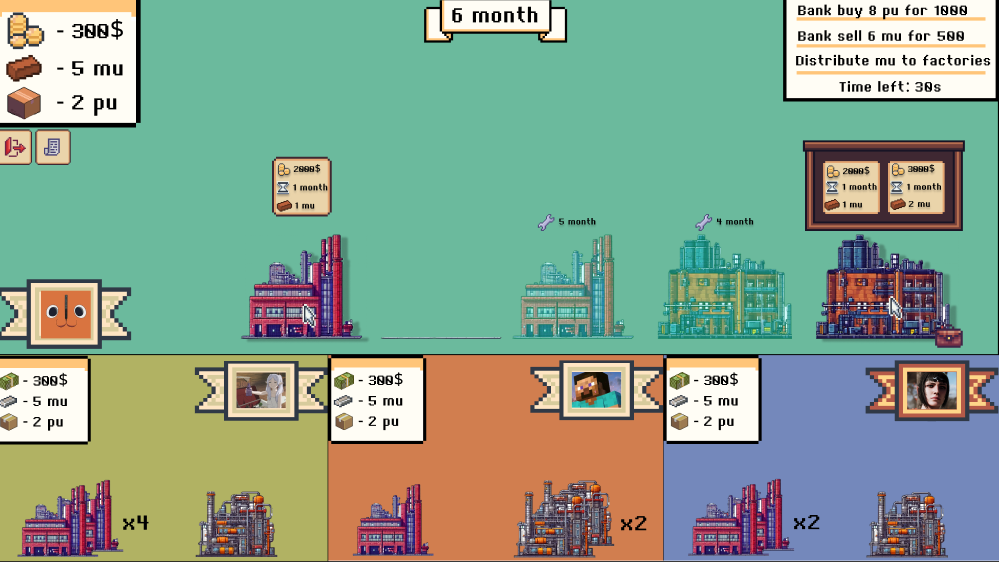 - 300$
- 5 mu
- 2 pu
6 month
Bank buy 8 pu for 1000
Bank sell 6 mu for 500
Distribute mu to factories
Time left: 30s
2000$
1 month
1 mu
5 month
4 month
2000$
1 month
1 mu
3000$
1 month
2 mu
- 300$
- 5 mu
- 2 pu
x4
- 300$
- 5 mu
- 2 pu
x2
- 300$
- 5 mu
- 2 pu
x2